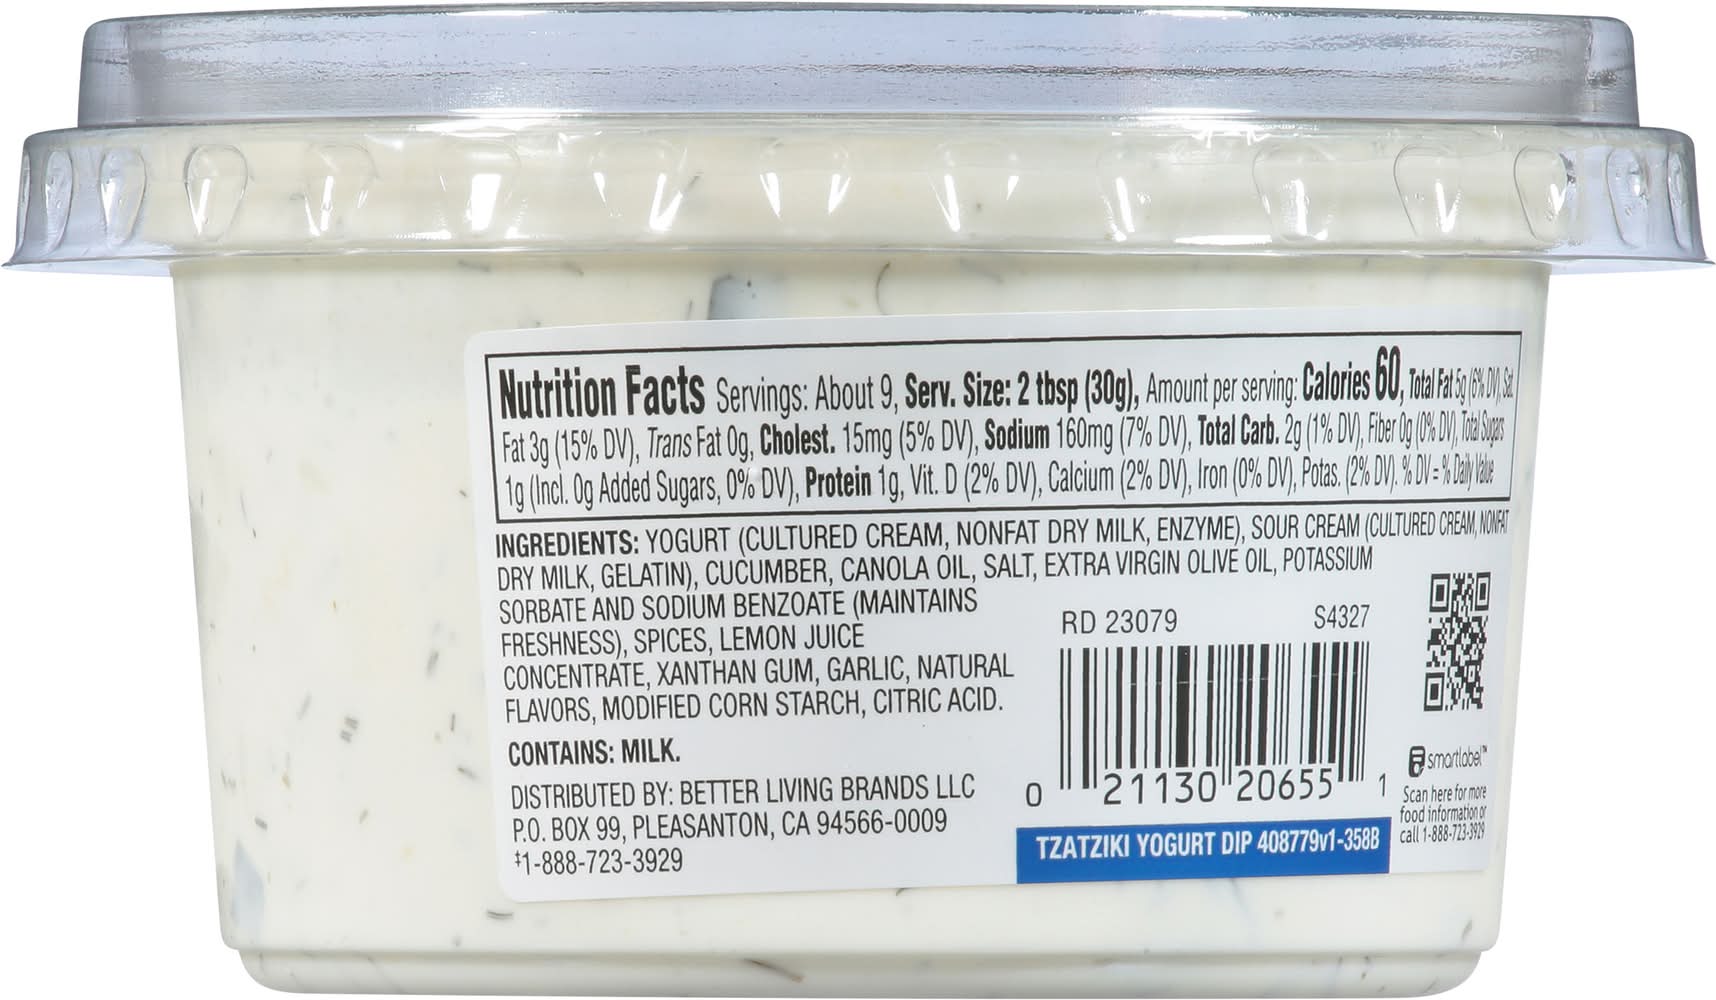 Nutrition Facts Servings: About 9, Serv. Size: 2 tbsp (30g), Amount per serving: Calories 60, Total Fat 5g (6% DV), Sat.
Fat 3g (15% DV), Trans Fat 0g, Cholest. 15mg (5% DV), Sodium 160mg (7% DV), Total Carb. 2g (1% DV), Fiber 0g (0% DV), Total Sugars
1g (Incl. 0g Added Sugars, 0% DV), Protein 1g, Vit. D (2% DV), Calcium (2% DV), Iron (0% DV), Potas. (2% DV). % DV = % Daily Value
INGREDIENTS: YOGURT (CULTURED CREAM, NONFAT DRY MILK, ENZYME), SOUR CREAM (CULTURED CREAM, NONFAT
DRY MILK, GELATIN), CUCUMBER, CANOLA OIL, SALT, EXTRA VIRGIN OLIVE OIL, POTASSIUM
SORBATE AND SODIUM BENZOATE (MAINTAINS
FRESHNESS), SPICES, LEMON JUICE
CONCENTRATE, XANTHAN GUM, GARLIC, NATURAL
FLAVORS, MODIFIED CORN STARCH, CITRIC ACID.
CONTAINS: MILK.
DISTRIBUTED BY: BETTER LIVING BRANDS LLC
P.O. BOX 99, PLEASANTON, CA 94566-0009
‡1-888-723-3929
RD 23079 S4327
0 21130 20655 1
TZATZIKI YOGURT DIP 408779v1-358B
smartlabel™
Scan here for more
food information or
call 1-888-723-3929